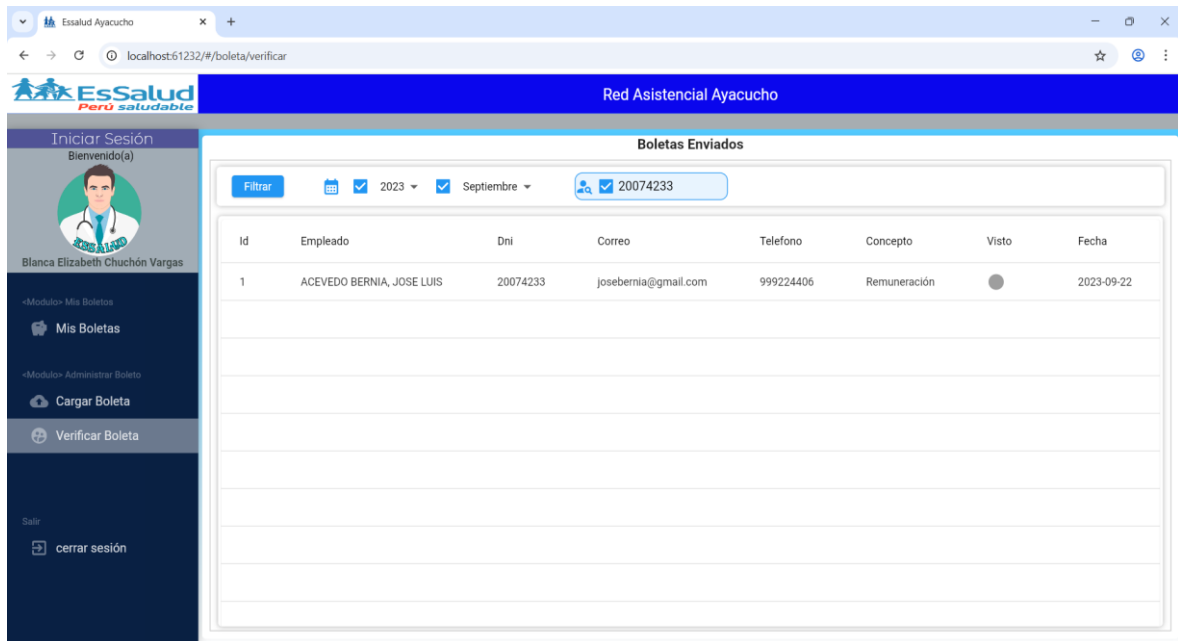 Essalud Ayacucho
localhost:61232/#/boleta/verificar
EsSalud
Perú saludable
Red Asistencial Ayacucho
Iniciar Sesión
Bienvenido(a)
ESSALUD
Blanca Elizabeth Chuchón Vargas
<Modulo> Mis Boletos
Mis Boletas
<Modulo> Administrar Boleto
Cargar Boleta
Verificar Boleta
Salir
cerrar sesión
Boletas Enviados
Filtrar 2023 Septiembre 20074233
Id Empleado Dni Correo Telefono Concepto Visto Fecha
1 ACEVEDO BERNIA, JOSE LUIS 20074233 josebernia@gmail.com 999224406 Remuneración 2023-09-22